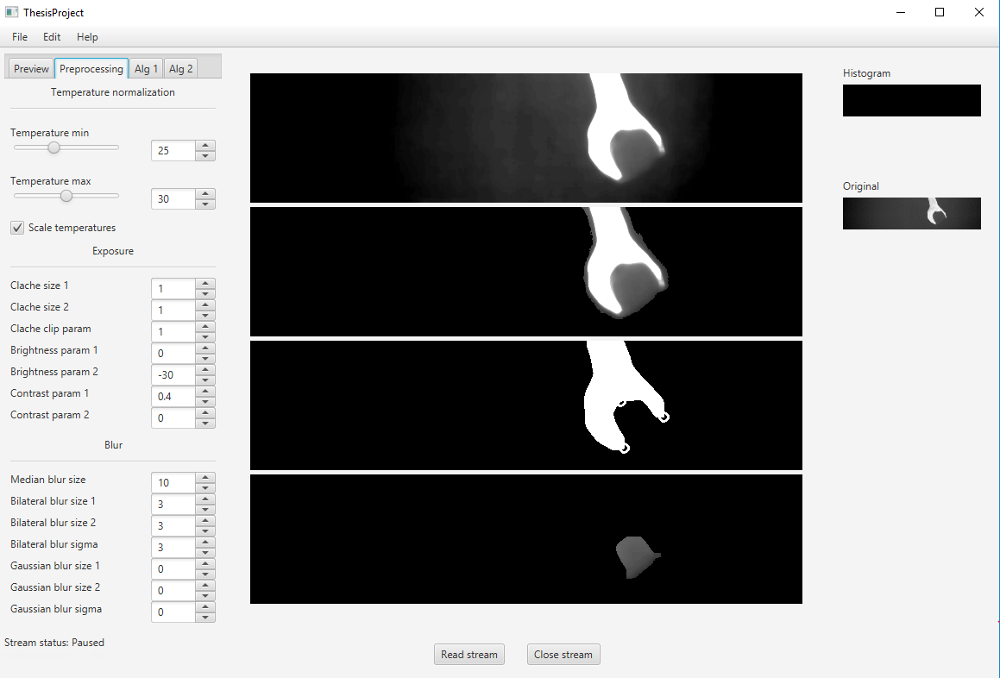 ThesisProject
File Edit Help
Preview Preprocessing Alg 1 Alg 2
Temperature normalization
Temperature min
25
Temperature max
30
Scale temperatures
Exposure
Clache size 1 1
Clache size 2 1
Clache clip param 1
Brightness param 1 0
Brightness param 2 -30
Contrast param 1 0.4
Contrast param 2 0
Blur
Median blur size 10
Bilateral blur size 1 3
Bilateral blur size 2 3
Bilateral blur sigma 3
Gaussian blur size 1 0
Gaussian blur size 2 0
Gaussian blur sigma 0
Stream status: Paused
Read stream Close stream
Histogram
Original